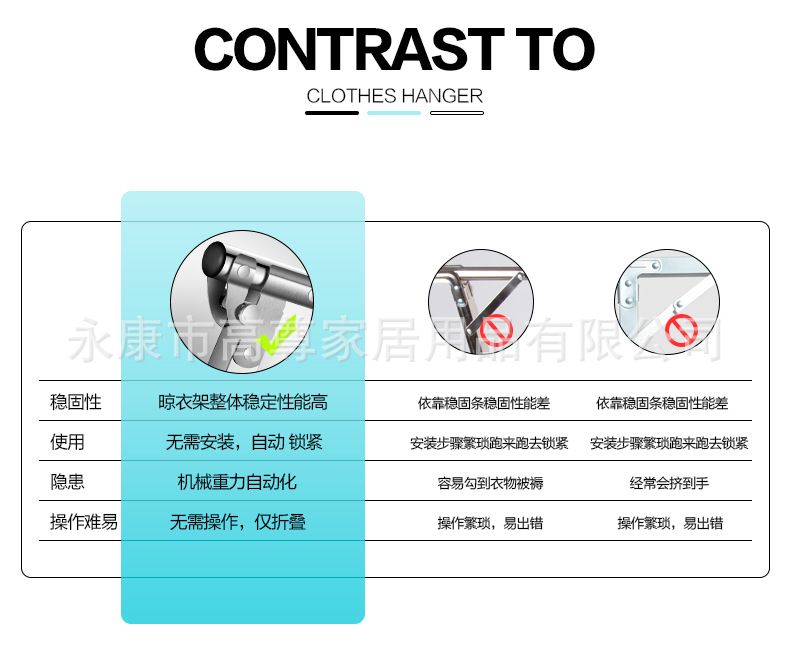 CONTRAST TO
CLOTHES HANGER
永康市高尊家居用品有限公司
稳固性 晾衣架整体稳定性能高 依靠稳固条稳固性能差 依靠稳固条稳固性能差
使用 无需安装，自动 锁紧 安装步骤繁琐跑来跑去锁紧 安装步骤繁琐跑来跑去锁紧
隐患 机械重力自动化 容易勾到衣物被褥 经常会挤到手
操作难易 无需操作，仅折叠 操作繁琐，易出错 操作繁琐，易出错